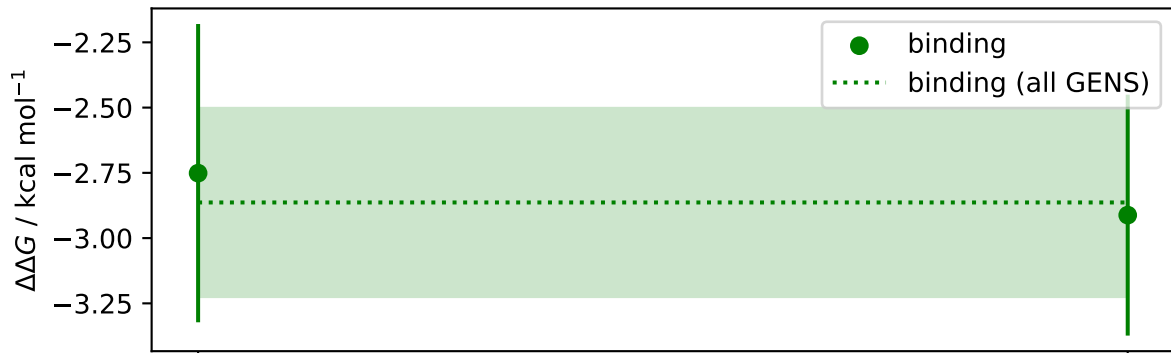 ΔΔG / kcal mol⁻¹
−2.25
−2.50
−2.75
−3.00
−3.25
binding
binding (all GENS)